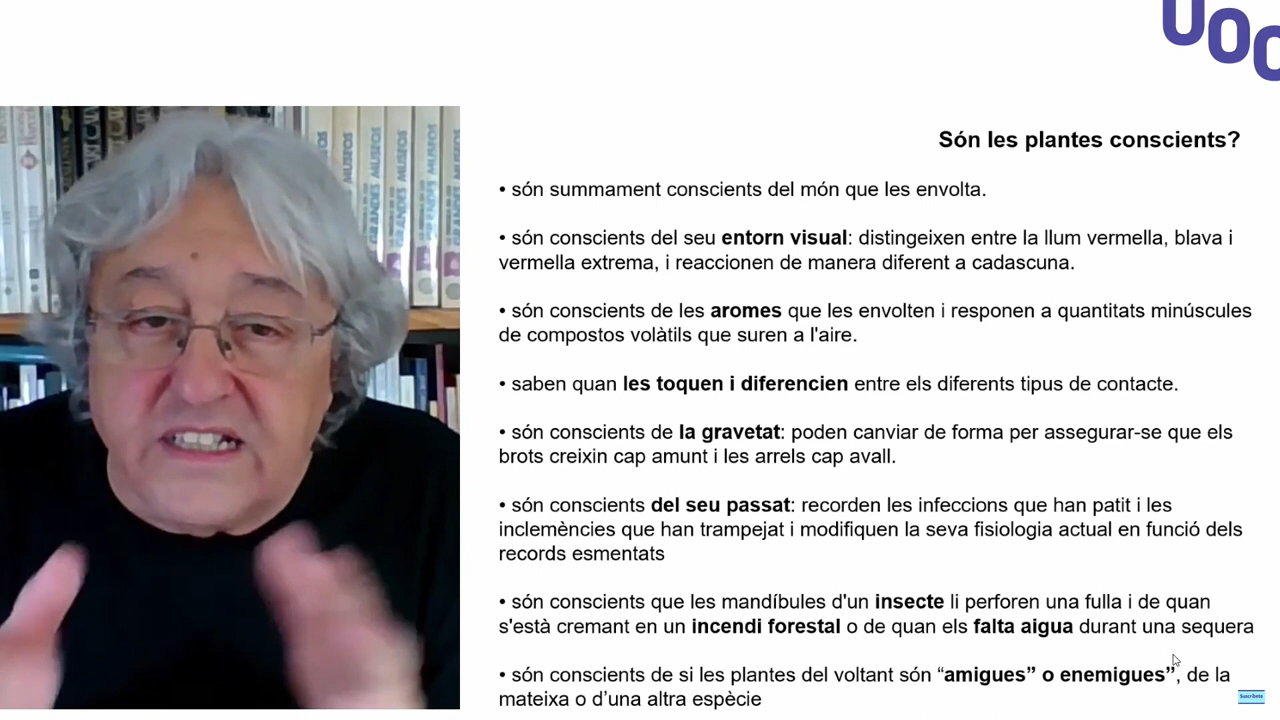 UOC
Són les plantes conscients?
• són summament conscients del món que les envolta.
• són conscients del seu entorn visual: distingeixen entre la llum vermella, blava i
vermella extrema, i reaccionen de manera diferent a cadascuna.
• són conscients de les aromes que les envolten i responen a quantitats minúscules
de compostos volàtils que suren a l'aire.
• saben quan les toquen i diferencien entre els diferents tipus de contacte.
• són conscients de la gravetat: poden canviar de forma per assegurar-se que els
brots creixin cap amunt i les arrels cap avall.
• són conscients del seu passat: recorden les infeccions que han patit i les
inclemències que han trampejat i modifiquen la seva fisiologia actual en funció dels
records esmentats
• són conscients que les mandíbules d'un insecte li perforen una fulla i de quan
s'està cremant en un incendi forestal o de quan els falta aigua durant una sequera
• són conscients de si les plantes del voltant són “amigues” o enemigues”, de la
mateixa o d’una altra espècie
Suscríbete
GRANDES MUSEOS
GRANDES MUSEOS
GRANDES MUSEOS